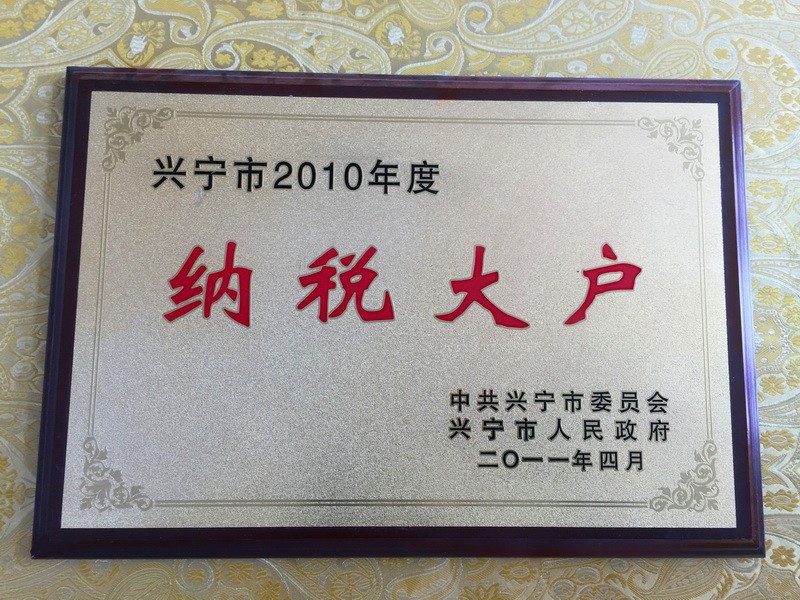 兴宁市2010年度
纳税大户
中共兴宁市委员会
兴宁市人民政府
二〇一一年四月